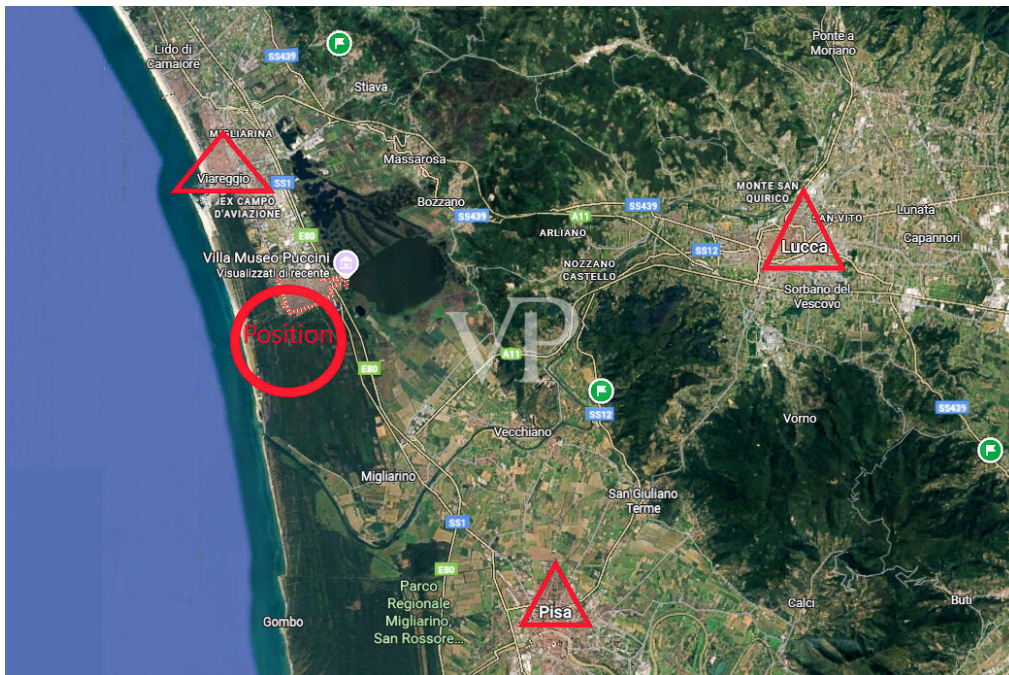 Ponte a
Moriano
Lido di
Camaiore
SS439
Stiava
MIGLIARINA
Massarosa
Viareggio
SS1
EX CAMPO
D'AVIAZIONE
Bozzano
SS439
A11
SS439
MONTE SAN
QUIRICO
SAN VITO
Lunata
E80
ARLIANO
SS12
Lucca
Capannori
Villa Museo Puccini
Visualizzati di recente
NOZZANO
CASTELLO
Sorbano del
Vescovo
Position
VP
A11
E80
SS12
SS439
Vorno
Vecchiano
Migliarino
San Giuliano
Terme
SS1
E80
Parco
Regionale
Migliarino,
San Rossore...
Pisa
Calci
Buti
Gombo